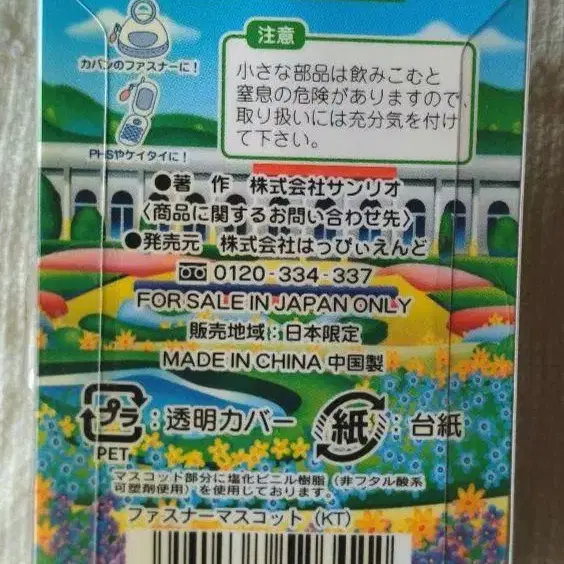 カバンのファスナーに!
PHSやケイタイに!
注意
小さな部品は飲みこむと
窒息の危険がありますので、
取り扱いには充分気を付け
て下さい。
●著 作 株式会社サンリオ
〈商品に関するお問い合わせ先〉
●発売元 株式会社はっぴぃえんど
0120-334-337
FOR SALE IN JAPAN ONLY
販売地域:日本限定
MADE IN CHINA 中国製
プラ:透明カバー
PET
紙:台紙
マスコット部分に塩化ビニル樹脂(非フタル酸系
可塑剤使用)を使用しております。
ファスナーマスコット(KT)